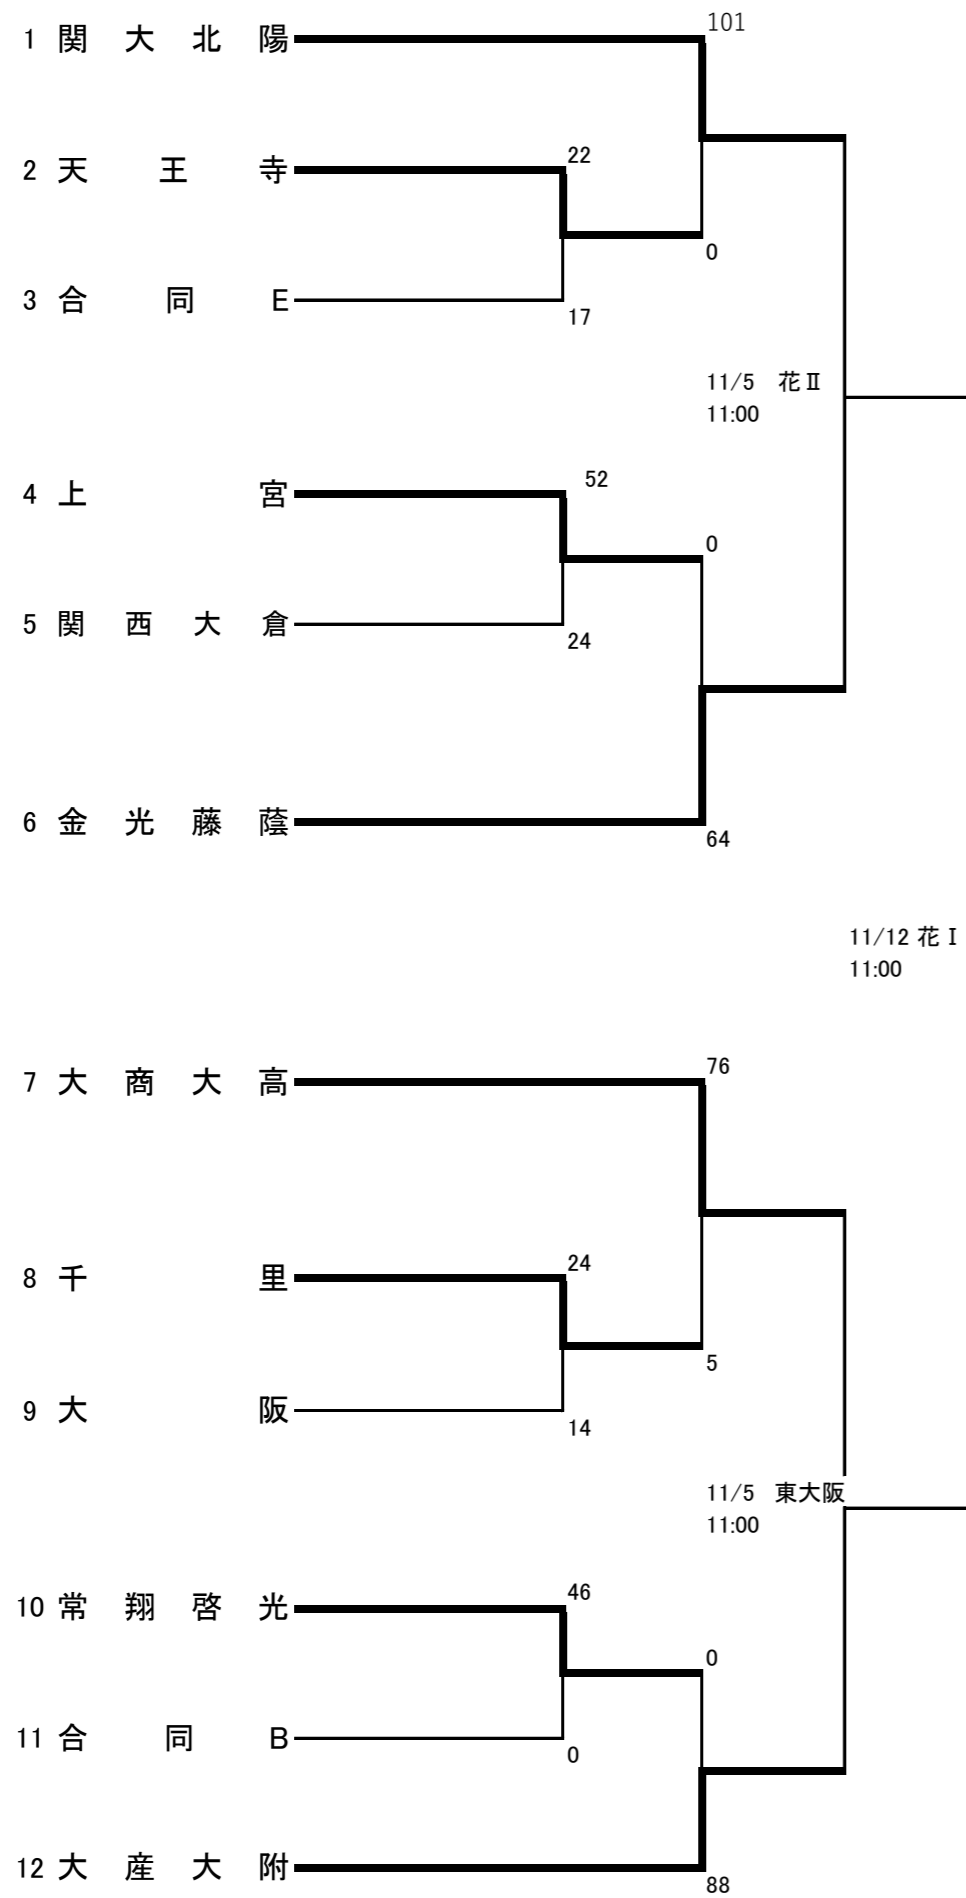 101
1 関大北陽
22
2 天王寺
0
3 合同E
17
11/5 花Ⅱ
11:00
52
4 上宮
0
5 関西大倉
24
6 金光藤蔭
64
11/12 花Ⅰ
11:00
76
7 大商大高
24
8 千里
5
9 大阪
14
11/5 東大阪
11:00
46
10 常翔啓光
0
11 合同B
0
12 大産大附
88